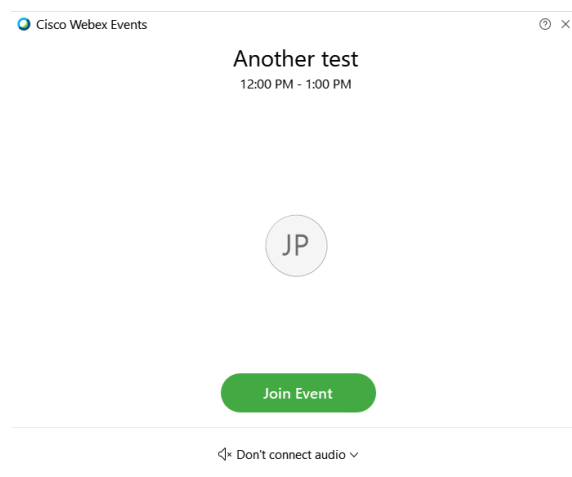 Cisco Webex Events
Another test
12:00 PM - 1:00 PM
JP
Join Event
Don't connect audio